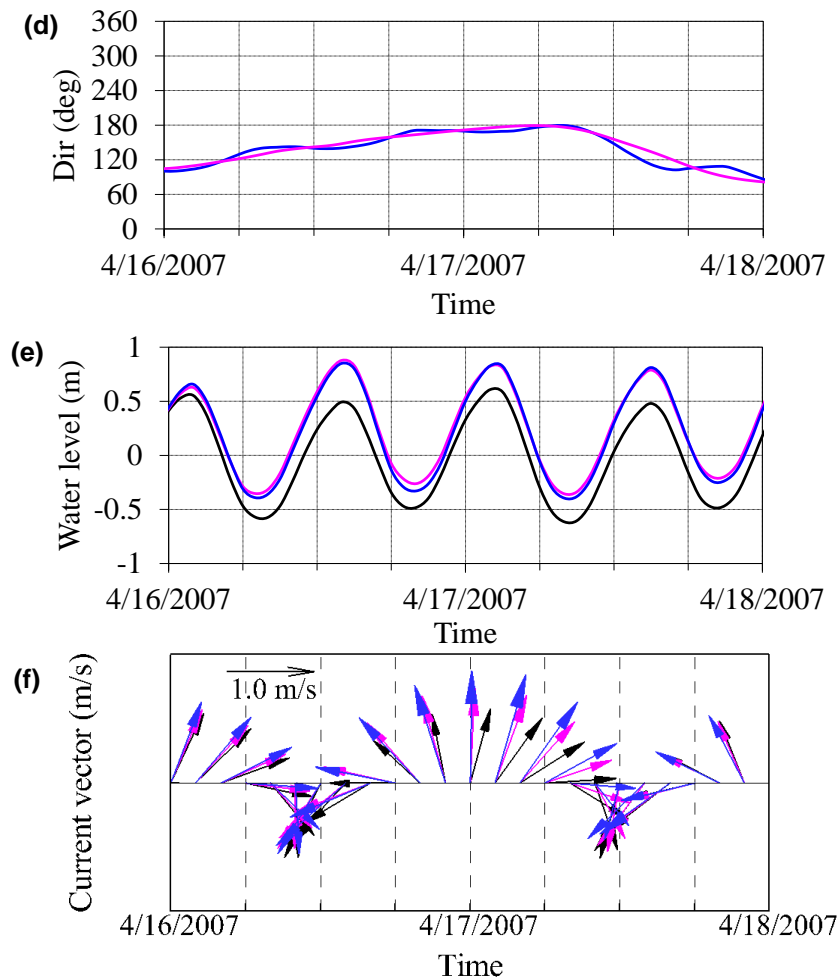 (d)
360
300
240
180
120
60
0
Dir (deg)
4/16/2007 4/17/2007 4/18/2007
Time
(e)
1
0.5
0
-0.5
-1
Water level (m)
4/16/2007 4/17/2007 4/18/2007
Time
(f)
1.0 m/s
Current vector (m/s)
4/16/2007 4/17/2007 4/18/2007
Time